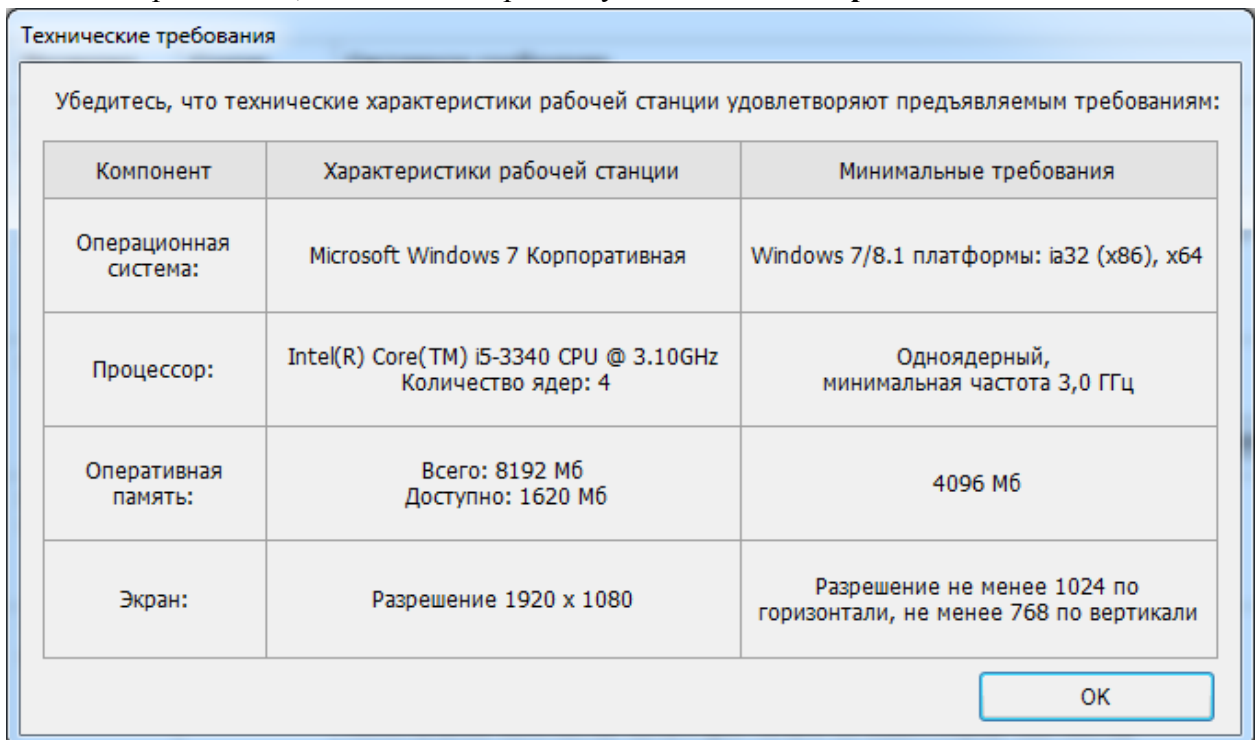 Технические требования
Убедитесь, что технические характеристики рабочей станции удовлетворяют предъявляемым требованиям:
Компонент
Характеристики рабочей станции
Минимальные требования
Операционная
система:
Microsoft Windows 7 Корпоративная
Windows 7/8.1 платформы: ia32 (x86), x64
Процессор:
Intel(R) Core(TM) i5-3340 CPU @ 3.10GHz
Количество ядер: 4
Одноядерный,
минимальная частота 3,0 ГГц
Оперативная
память:
Всего: 8192 Мб
Доступно: 1620 Мб
4096 Мб
Экран:
Разрешение 1920 x 1080
Разрешение не менее 1024 по
горизонтали, не менее 768 по вертикали
OK